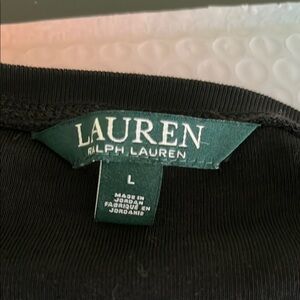 LAUREN
RALPH LAUREN
L
MADE IN
JORDAN
FABRIQUÉ EN
JORDANIE